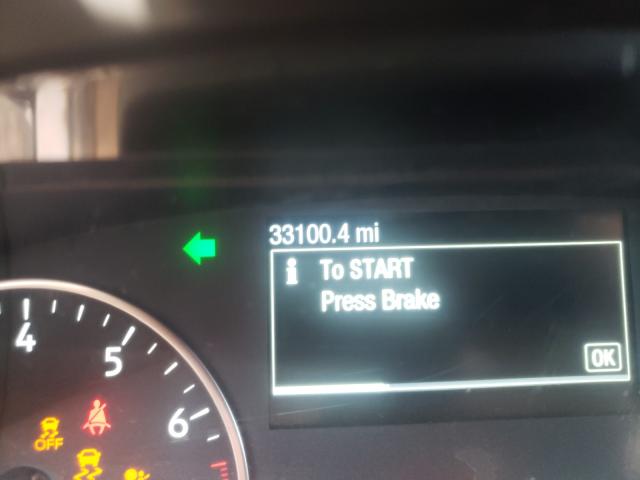 33100.4 mi
i To START
Press Brake
OK
4
5
6
OFF